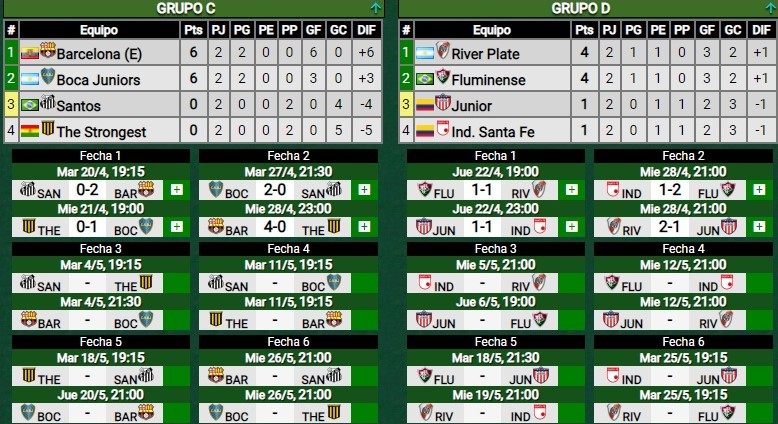 GRUPO C
# Equipo Pts PJ PG PE PP GF GC DIF
1 Barcelona (E) 6 2 2 0 0 6 0 +6
2 Boca Juniors 6 2 2 0 0 3 0 +3
3 Santos 0 2 0 0 2 0 4 -4
4 The Strongest 0 2 0 0 2 0 5 -5
Fecha 1
Mar 20/4, 19:15
SAN 0-2 BAR +
Mie 21/4, 19:00
THE 0-1 BOC +
Fecha 2
Mar 27/4, 21:30
BOC 2-0 SAN +
Mie 28/4, 23:00
BAR 4-0 THE +
Fecha 3
Mar 4/5, 19:15
SAN - THE
Mar 4/5, 21:30
BAR - BOC
Fecha 4
Mar 11/5, 19:15
SAN - BOC
Mar 11/5, 19:15
THE - BAR
Fecha 5
Mar 18/5, 19:15
THE - SAN
Jue 20/5, 21:00
BOC - BAR
Fecha 6
Mie 26/5, 21:00
BAR - SAN
Mie 26/5, 21:00
BOC - THE
GRUPO D
# Equipo Pts PJ PG PE PP GF GC DIF
1 River Plate 4 2 1 1 0 3 2 +1
2 Fluminense 4 2 1 1 0 3 2 +1
3 Junior 1 2 0 1 1 2 3 -1
4 Ind. Santa Fe 1 2 0 1 1 2 3 -1
Fecha 1
Jue 22/4, 19:00
FLU 1-1 RIV +
Jue 22/4, 23:00
JUN 1-1 IND +
Fecha 2
Mie 28/4, 21:00
IND 1-2 FLU +
Mie 28/4, 21:00
RIV 2-1 JUN +
Fecha 3
Mie 5/5, 21:00
IND - RIV
Jue 6/5, 19:00
JUN - FLU
Fecha 4
Mie 12/5, 21:00
FLU - IND
Mie 12/5, 21:00
JUN - RIV
Fecha 5
Mar 18/5, 21:30
FLU - JUN
Mie 19/5, 21:00
RIV - IND
Fecha 6
Mar 25/5, 19:15
IND - JUN
Mar 25/5, 19:15
RIV - FLU